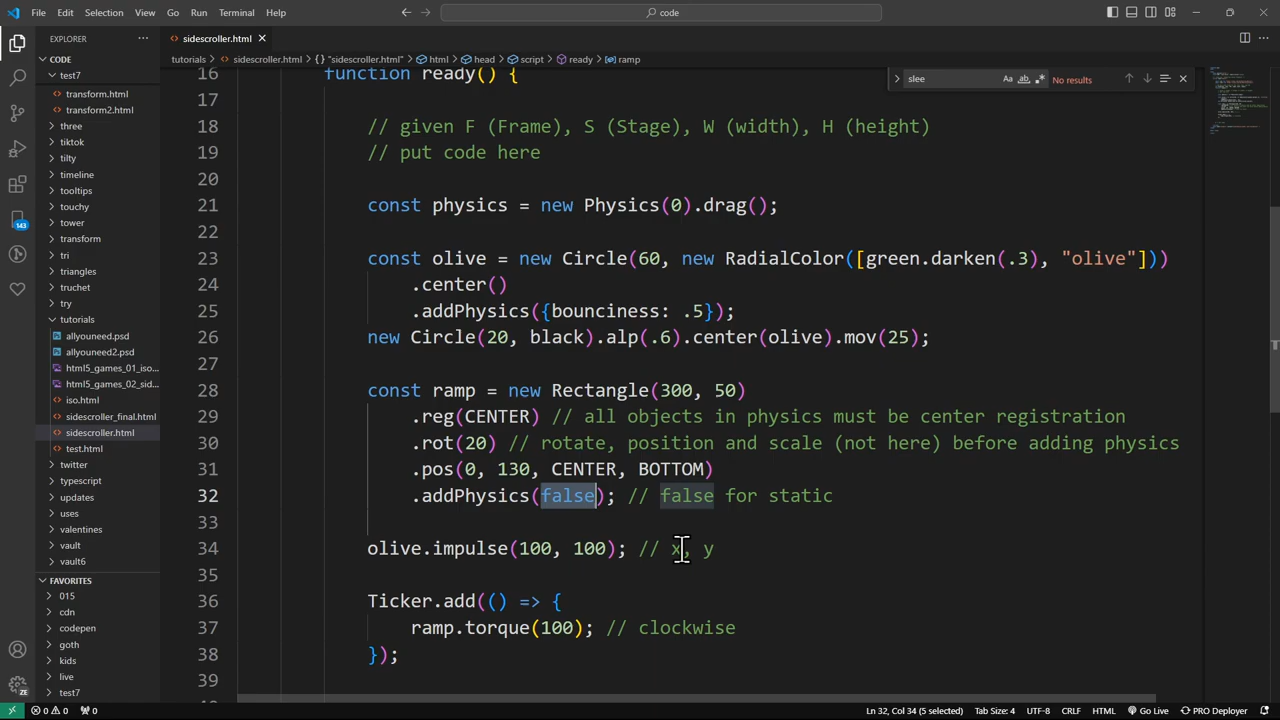 File Edit Selection View Go Run Terminal Help
code
EXPLORER
sidescroller.html
CODE
test7
transform.html
transform2.html
three
tiktok
tilty
timeline
tooltips
touchy
tower
transform
tri
triangles
truchet
try
tutorials
allyouneed.psd
allyouneed2.psd
html5_games_01_iso...
html5_games_02_sid...
iso.html
sidescroller_final.html
sidescroller.html
test.html
twitter
typescript
updates
uses
valentines
vault
vault6
FAVORITES
015
cdn
codepen
goth
kids
live
test7
143
ZE
tutorials > sidescroller.html > {} "sidescroller.html" > html > head > script > ready > ramp
slee
Aa ab .*
No results
16 function ready() {
17
18 // given F (Frame), S (Stage), W (width), H (height)
19 // put code here
20
21 const physics = new Physics(0).drag();
22
23 const olive = new Circle(60, new RadialColor([green.darken(.3), "olive"]))
24 .center()
25 .addPhysics({bounciness: .5});
26 new Circle(20, black).alp(.6).center(olive).mov(25);
27
28 const ramp = new Rectangle(300, 50)
29 .reg(CENTER) // all objects in physics must be center registration
30 .rot(20) // rotate, position and scale (not here) before adding physics
31 .pos(0, 130, CENTER, BOTTOM)
32 .addPhysics(false); // false for static
33
34 olive.impulse(100, 100); // x, y
35
36 Ticker.add(() => {
37 ramp.torque(100); // clockwise
38 });
39
0 0 0 Ln 32, Col 34 (5 selected) Tab Size: 4 UTF-8 CRLF HTML Go Live PRO Deployer